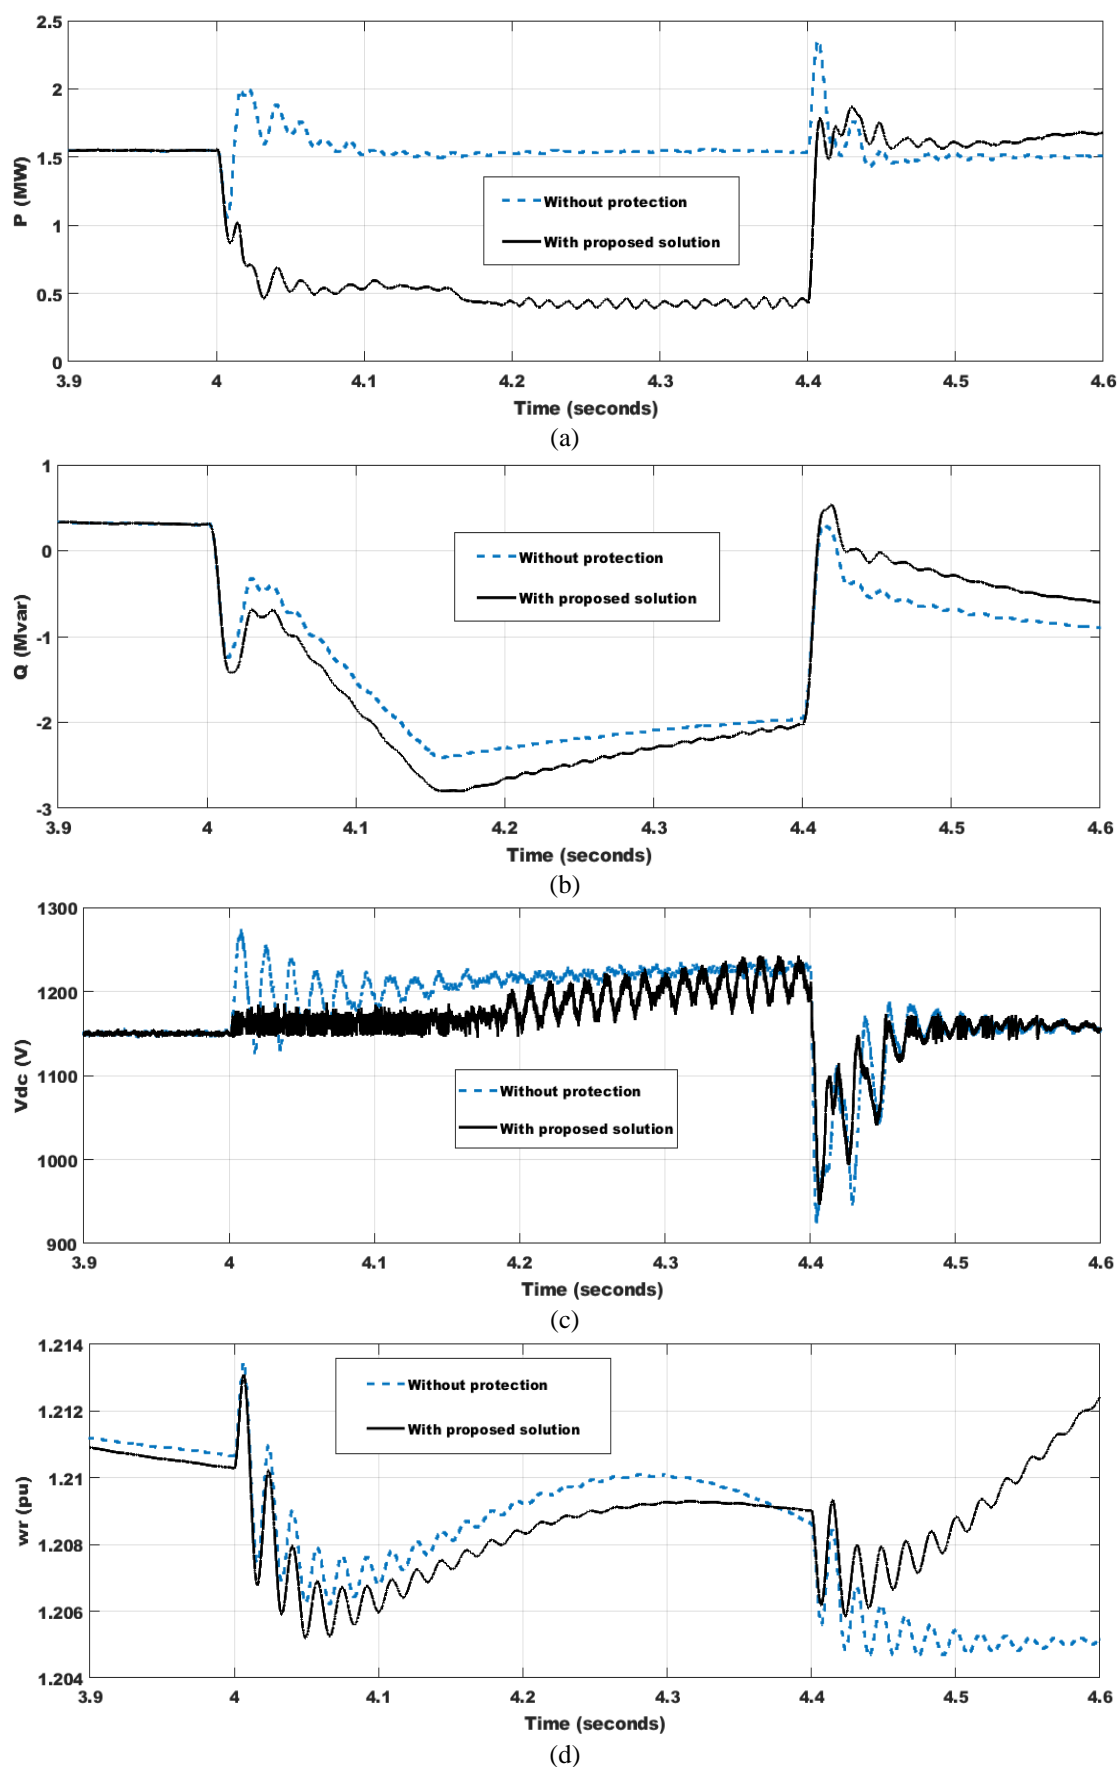 2.5
2
1.5
1
0.5
0
P (MW)
Without protection
With proposed solution
3.9 4 4.1 4.2 4.3 4.4 4.5 4.6
Time (seconds)
(a)
1
0
-1
-2
-3
Q (Mvar)
Without protection
With proposed solution
3.9 4 4.1 4.2 4.3 4.4 4.5 4.6
Time (seconds)
(b)
1300
1200
1100
1000
900
Vdc (V)
Without protection
With proposed solution
3.9 4 4.1 4.2 4.3 4.4 4.5 4.6
Time (seconds)
(c)
1.214
1.212
1.21
1.208
1.206
1.204
wr (pu)
Without protection
With proposed solution
3.9 4 4.1 4.2 4.3 4.4 4.5 4.6
Time (seconds)
(d)